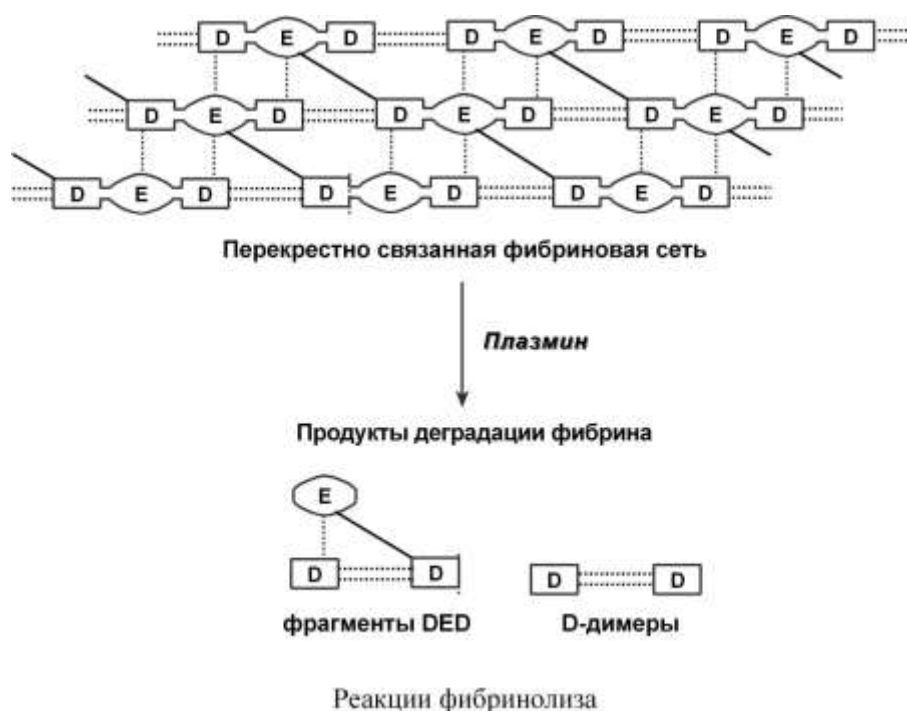 D E D D E D D E D
D E D D E D D E D
D E D D E D D E D
Перекрестно связанная фибриновая сеть
Плазмин
Продукты деградации фибрина
E
D D D D
фрагменты DED D-димеры
Реакции фибринолиза